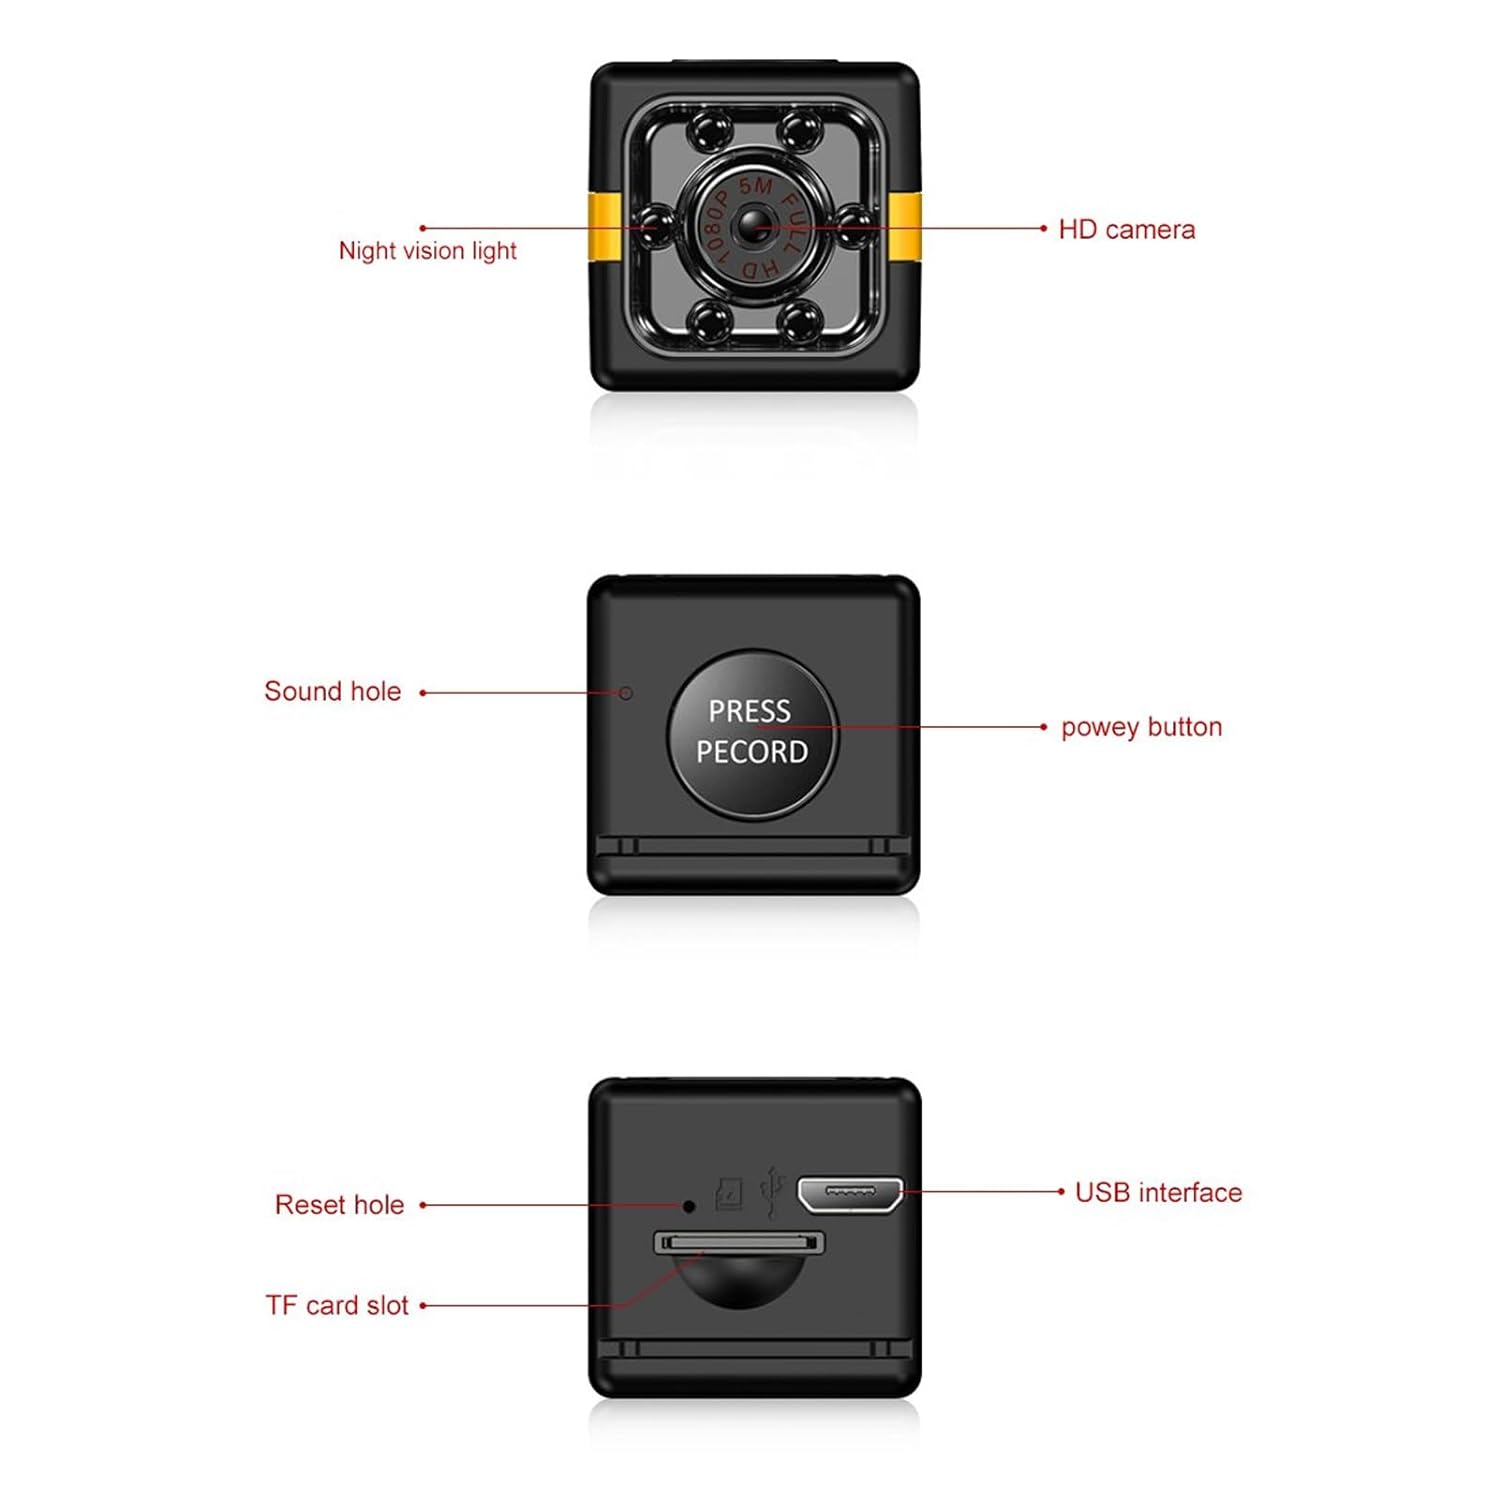 1080P 5M FULL HD
Night vision light
HD camera
Sound hole
PRESS
PECORD
powey button
Reset hole
USB interface
TF card slot